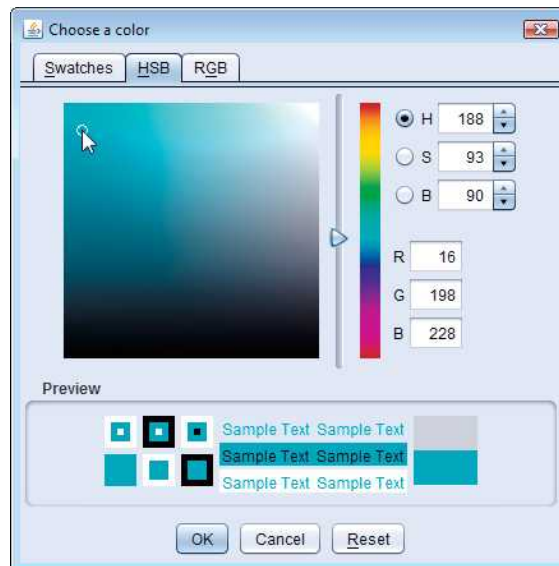 Choose a color
Swatches HSB RGB
H 188
S 93
B 90
R 16
G 198
B 228
Preview
Sample Text Sample Text
Sample Text Sample Text
Sample Text Sample Text
OK Cancel Reset